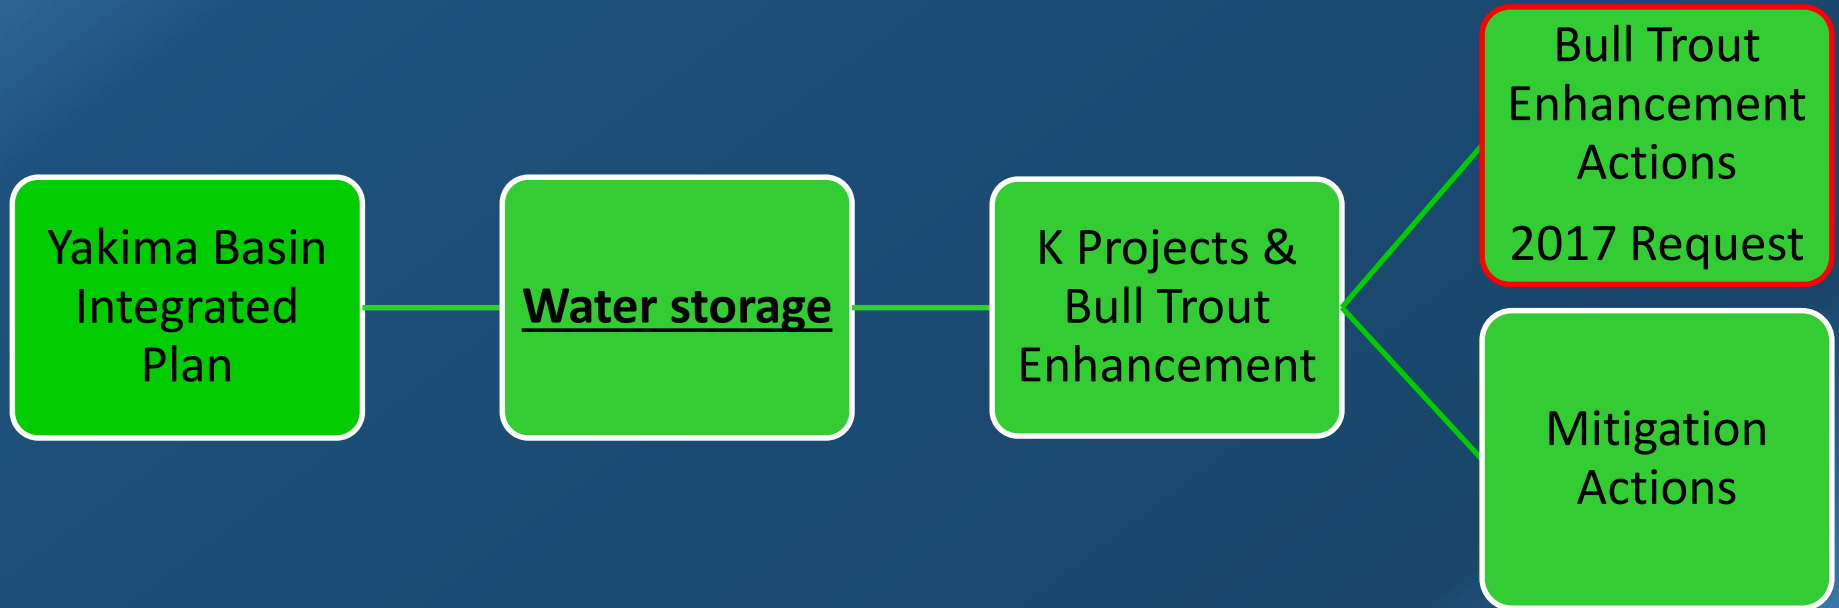 Yakima Basin
Integrated
Plan
Water storage
K Projects &
Bull Trout
Enhancement
Bull Trout
Enhancement
Actions
2017 Request
Mitigation
Actions